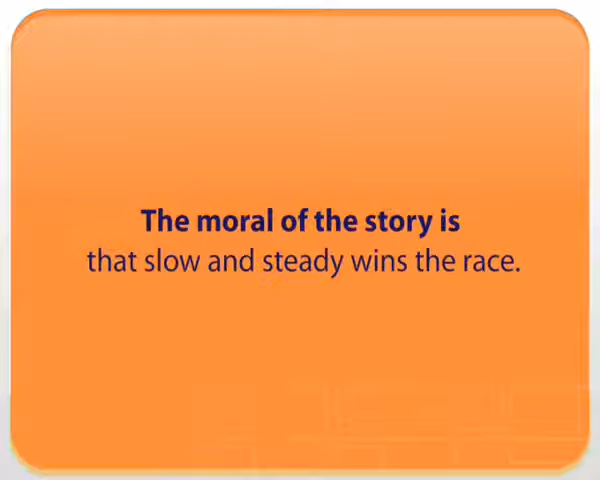 The moral of the story is
that slow and steady wins the race.